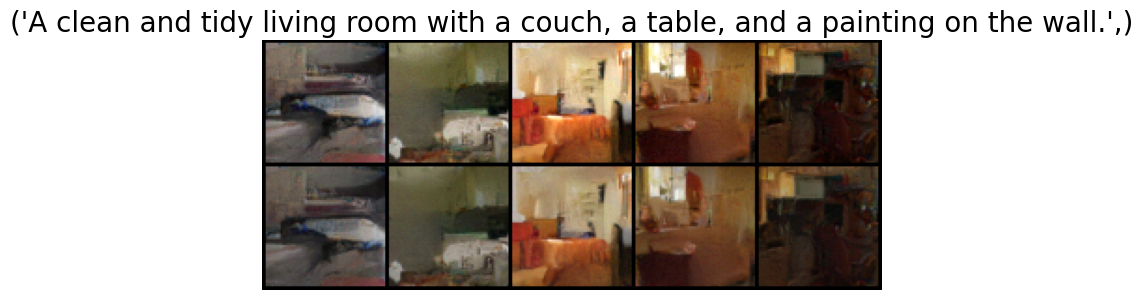 ('A clean and tidy living room with a couch, a table, and a painting on the wall.',)